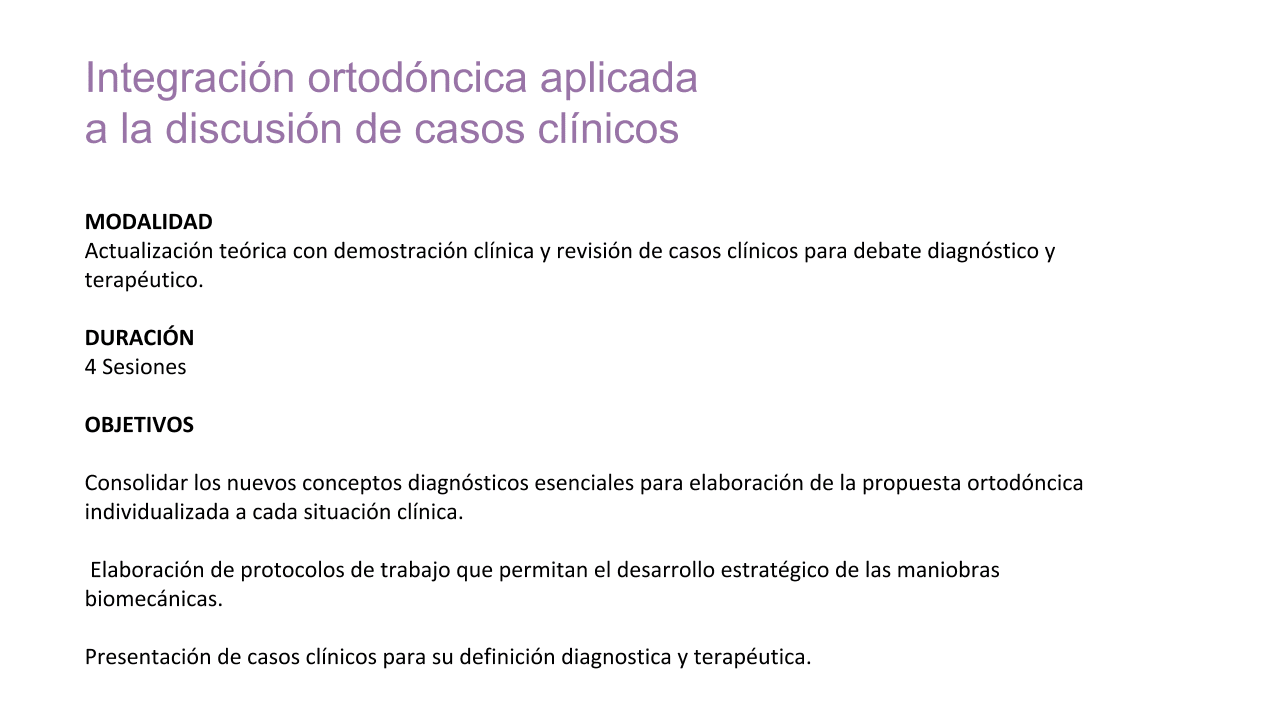 Integración ortodóncica aplicada
a la discusión de casos clínicos
MODALIDAD
Actualización teórica con demostración clínica y revisión de casos clínicos para debate diagnóstico y
terapéutico.
DURACIÓN
4 Sesiones
OBJETIVOS
Consolidar los nuevos conceptos diagnósticos esenciales para elaboración de la propuesta ortodóncica
individualizada a cada situación clínica.
Elaboración de protocolos de trabajo que permitan el desarrollo estratégico de las maniobras
biomecánicas.
Presentación de casos clínicos para su definición diagnostica y terapéutica.